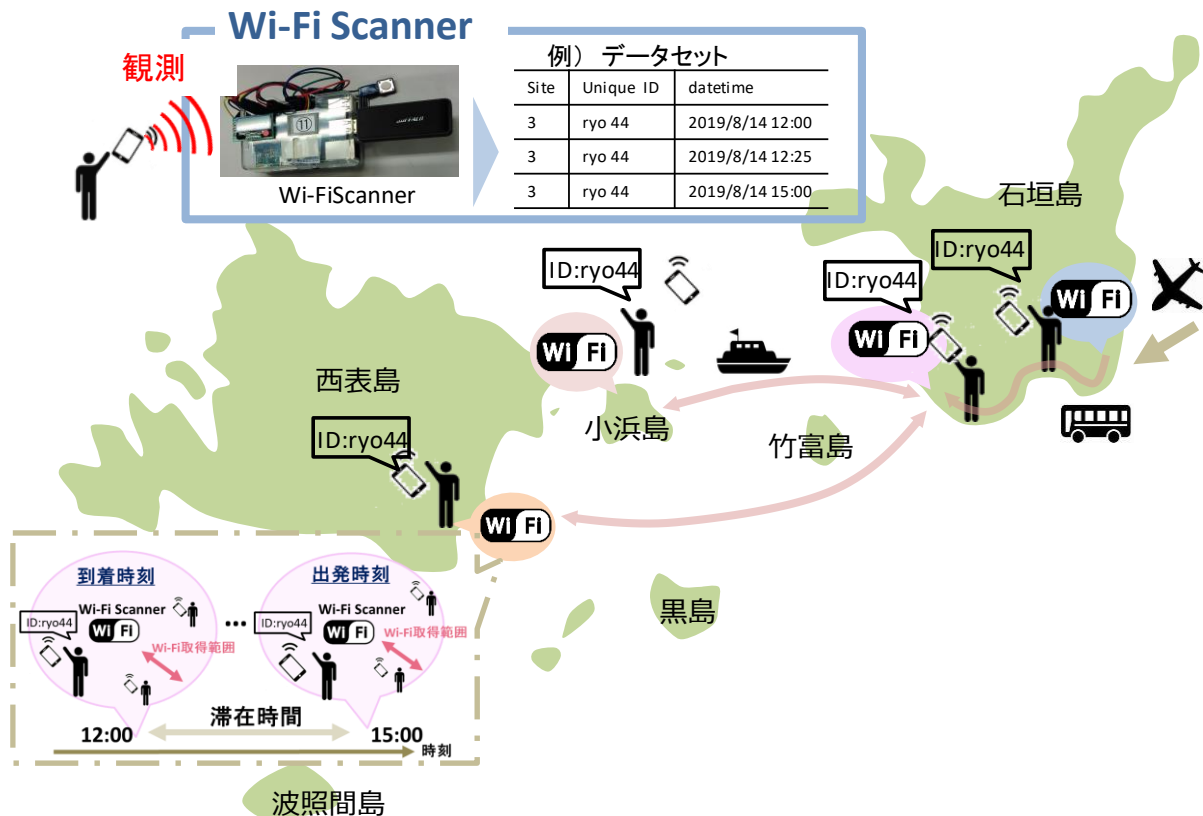 Wi-Fi Scanner
観測
⑪
Wi-FiScanner
例） データセット
Site Unique ID datetime
3 ryo 44 2019/8/14 12:00
3 ryo 44 2019/8/14 12:25
3 ryo 44 2019/8/14 15:00
石垣島
ID:ryo44
ID:ryo44
ID:ryo44
Wi Fi
Wi Fi
Wi Fi
西表島
小浜島
竹富島
ID:ryo44
Wi Fi
黒島
到着時刻
Wi-Fi Scanner
ID:ryo44
Wi Fi
Wi-Fi取得範囲
•••
出発時刻
Wi-Fi Scanner
ID:ryo44
Wi Fi
Wi-Fi取得範囲
滞在時間
12:00
15:00
時刻
波照間島